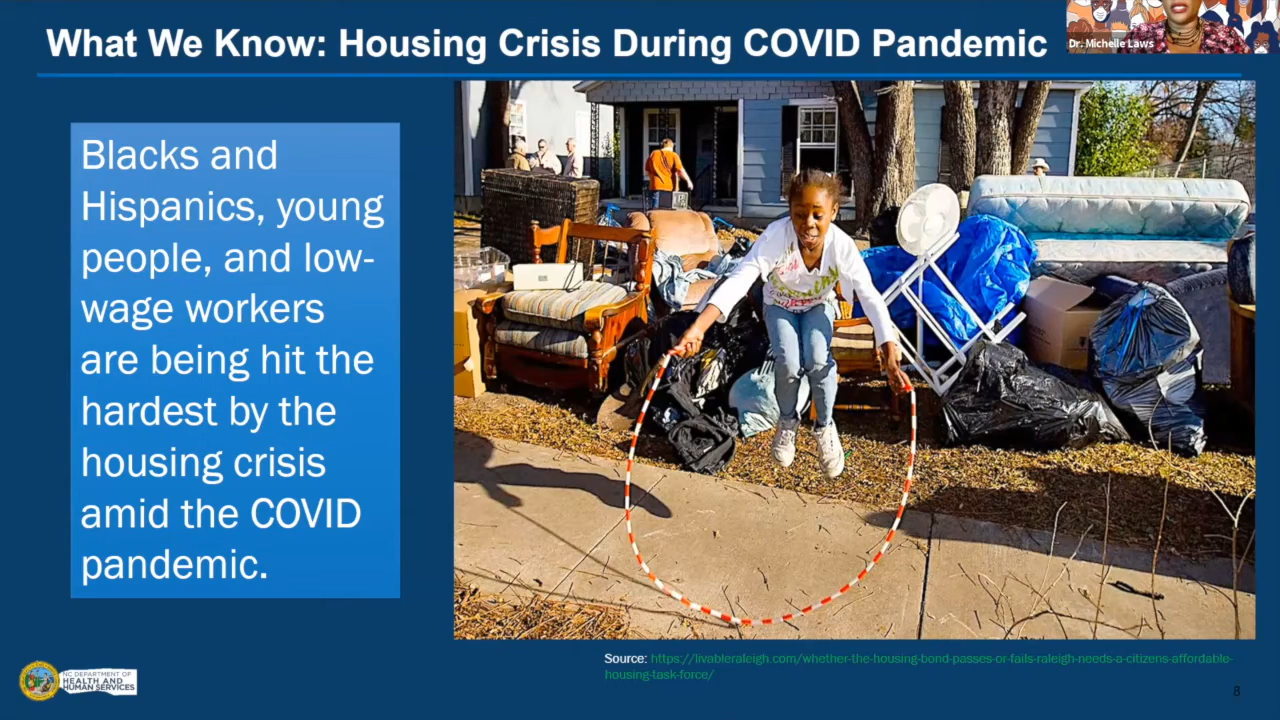 What We Know: Housing Crisis During COVID Pandemic
Dr. Michelle Laws
Blacks and
Hispanics, young
people, and low-
wage workers
are being hit the
hardest by the
housing crisis
amid the COVID
pandemic.
Source: https://livableraleigh.com/whether-the-housing-bond-passes-or-fails-raleigh-needs-a-citizens-affordable-
housing-task-force/
NC DEPARTMENT OF
HEALTH AND
HUMAN SERVICES
8